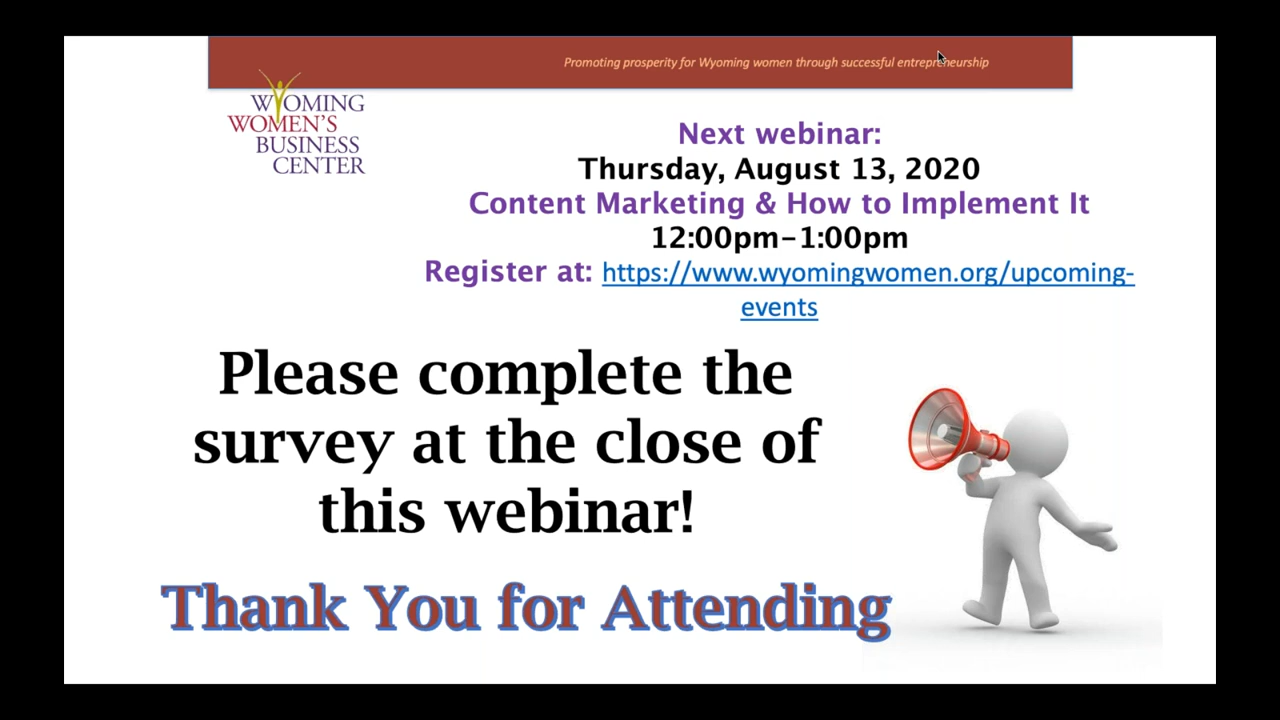 Promoting prosperity for Wyoming women through successful entrepreneurship
WYOMING
WOMEN'S
BUSINESS
CENTER
Next webinar:
Thursday, August 13, 2020
Content Marketing & How to Implement It
12:00pm–1:00pm
Register at: https://www.wyomingwomen.org/upcoming-
events
Please complete the
survey at the close of
this webinar!
Thank You for Attending